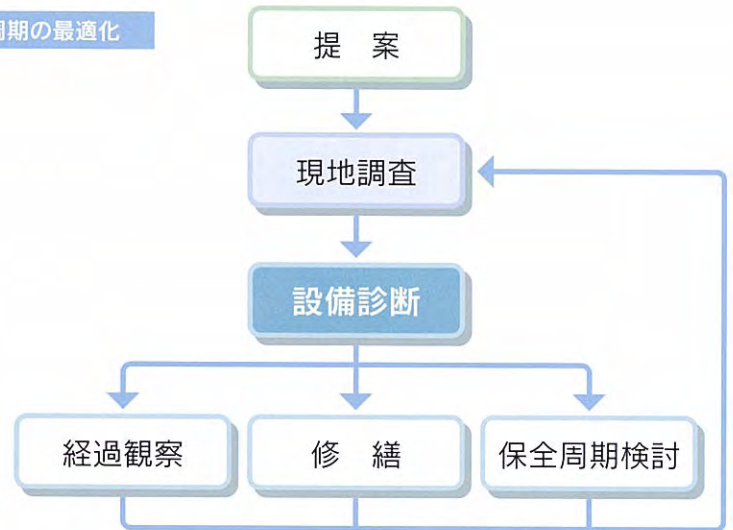 周期の最適化
提 案
現地調査
設備診断
経過観察
修 繕
保全周期検討